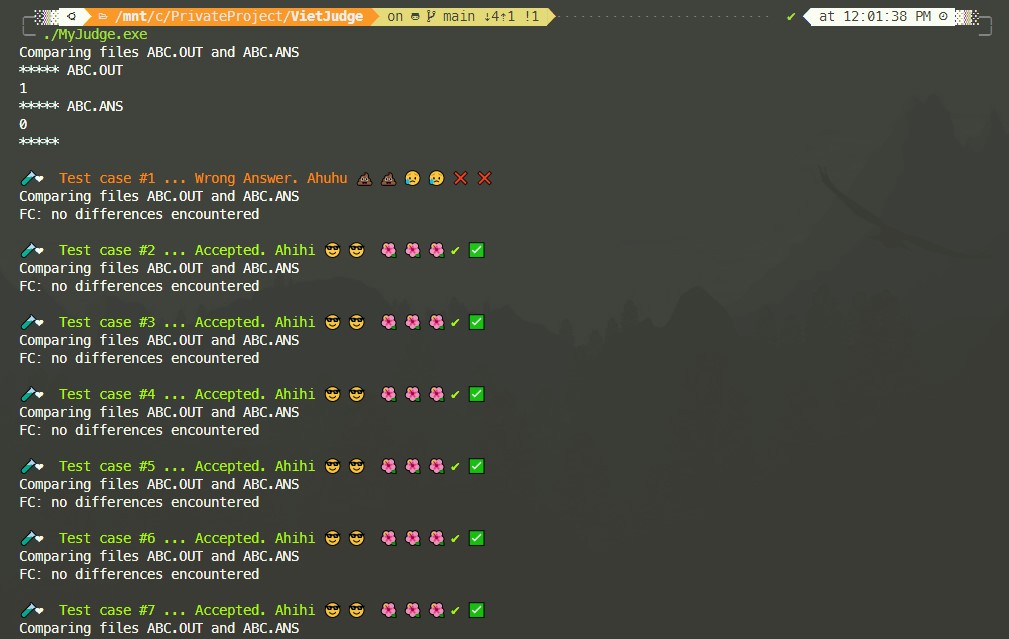 /mnt/c/PrivateProject/VietJudge on main ↓4↑1 !1 ✔ at 12:01:38 PM
./MyJudge.exe
Comparing files ABC.OUT and ABC.ANS
***** ABC.OUT
1
***** ABC.ANS
0
*****
Test case #1 ... Wrong Answer. Ahuhu 💩 💩 😥 😥 ❌ ❌
Comparing files ABC.OUT and ABC.ANS
FC: no differences encountered
Test case #2 ... Accepted. Ahihi 😎 😎 🌺 🌺 🌺 ✔ ✅
Comparing files ABC.OUT and ABC.ANS
FC: no differences encountered
Test case #3 ... Accepted. Ahihi 😎 😎 🌺 🌺 🌺 ✔ ✅
Comparing files ABC.OUT and ABC.ANS
FC: no differences encountered
Test case #4 ... Accepted. Ahihi 😎 😎 🌺 🌺 🌺 ✔ ✅
Comparing files ABC.OUT and ABC.ANS
FC: no differences encountered
Test case #5 ... Accepted. Ahihi 😎 😎 🌺 🌺 🌺 ✔ ✅
Comparing files ABC.OUT and ABC.ANS
FC: no differences encountered
Test case #6 ... Accepted. Ahihi 😎 😎 🌺 🌺 🌺 ✔ ✅
Comparing files ABC.OUT and ABC.ANS
FC: no differences encountered
Test case #7 ... Accepted. Ahihi 😎 😎 🌺 🌺 🌺 ✔ ✅
Comparing files ABC.OUT and ABC.ANS